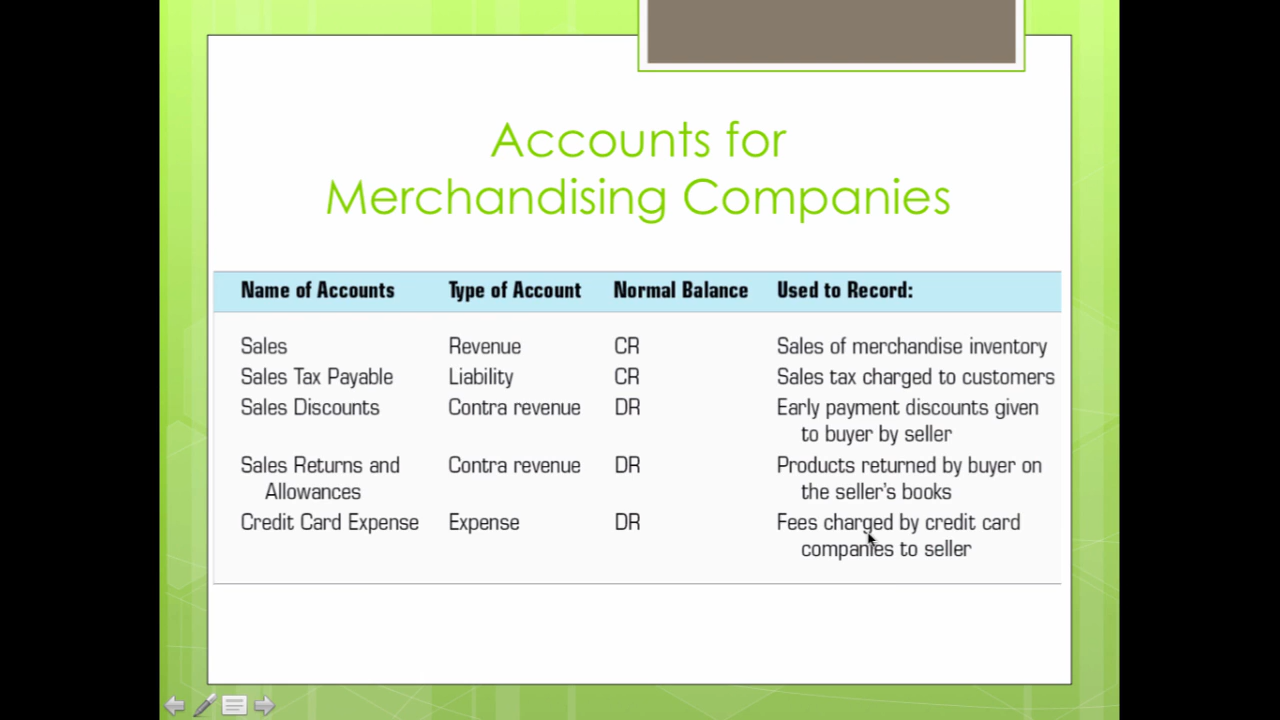 Accounts for
Merchandising Companies
Name of Accounts Type of Account Normal Balance Used to Record:
Sales Revenue CR Sales of merchandise inventory
Sales Tax Payable Liability CR Sales tax charged to customers
Sales Discounts Contra revenue DR Early payment discounts given
to buyer by seller
Sales Returns and Contra revenue DR Products returned by buyer on
Allowances the seller's books
Credit Card Expense Expense DR Fees charged by credit card
companies to seller